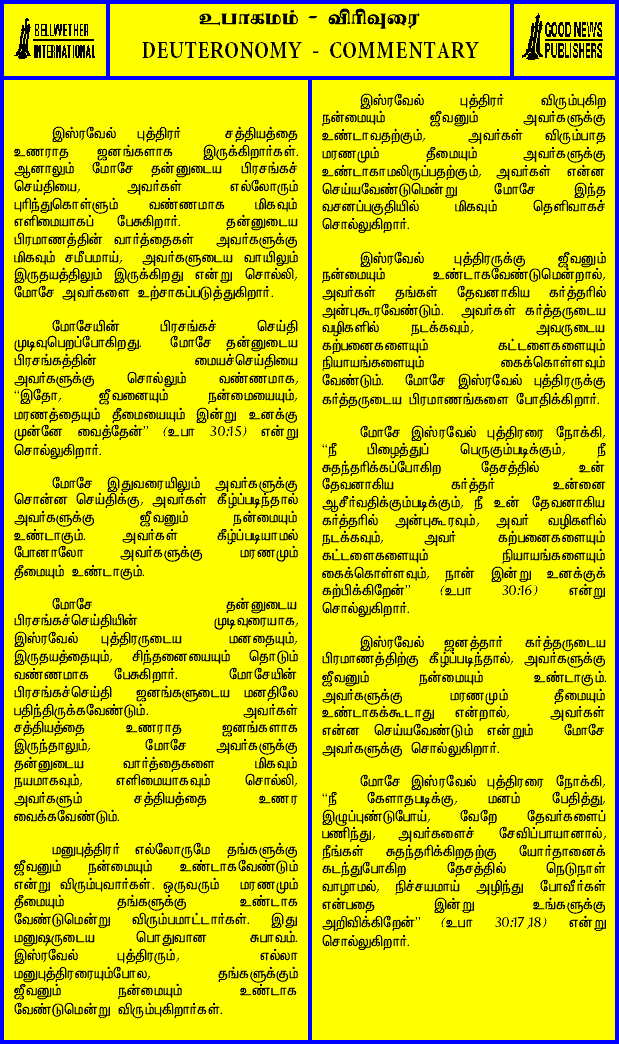 உபாகமம் - விரிவுரை
BELLWETHER
INTERNATIONAL
DEUTERONOMY - COMMENTARY
GOOD NEWS
PUBLISHERS
இஸ்ரவேல் புத்திரர் சத்தியத்தை
உணராத ஜனங்களாக இருக்கிறார்கள்.
ஆனாலும் மோசே தன்னுடைய பிரசங்கச்
செய்தியை, அவர்கள் எல்லோரும்
புரிந்துகொள்ளும் வண்ணமாக மிகவும்
எளிமையாகப் பேசுகிறார். தன்னுடைய
பிரமாணத்தின் வார்த்தைகள் அவர்களுக்கு
மிகவும் சமீபமாய், அவர்களுடைய வாயிலும்
இருதயத்திலும் இருக்கிறது என்று சொல்லி,
மோசே அவர்களை உற்சாகப்படுத்துகிறார்.
மோசேயின் பிரசங்கச் செய்தி
முடிவுபெறப்போகிறது. மோசே தன்னுடைய
பிரசங்கத்தின் மையச்செய்தியை
அவர்களுக்கு சொல்லும் வண்ணமாக,
“இதோ, ஜீவனையும் நன்மையையும்,
மரணத்தையும் தீமையையும் இன்று உனக்கு
முன்னே வைத்தேன்” (உபா 30:15) என்று
சொல்லுகிறார்.
மோசே இதுவரையிலும் அவர்களுக்கு
சொன்ன செய்திக்கு, அவர்கள் கீழ்ப்படிந்தால்
அவர்களுக்கு ஜீவனும் நன்மையும்
உண்டாகும். அவர்கள் கீழ்ப்படியாமல்
போனாலோ அவர்களுக்கு மரணமும்
தீமையும் உண்டாகும்.
மோசே தன்னுடைய
பிரசங்கச்செய்தியின் முடிவுரையாக,
இஸ்ரவேல் புத்திரருடைய மனதையும்,
இருதயத்தையும், சிந்தனையையும் தொடும்
வண்ணமாக பேசுகிறார். மோசேயின்
பிரசங்கச்செய்தி ஜனங்களுடைய மனதிலே
பதிந்திருக்கவேண்டும். அவர்கள்
சத்தியத்தை உணராத ஜனங்களாக
இருந்தாலும், மோசே அவர்களுக்கு
தன்னுடைய வார்த்தைகளை மிகவும்
நயமாகவும், எளிமையாகவும் சொல்லி,
அவர்களும் சத்தியத்தை உணர
வைக்கவேண்டும்.
மனுபுத்திரர் எல்லோருமே தங்களுக்கு
ஜீவனும் நன்மையும் உண்டாகவேண்டும்
என்று விரும்புவார்கள். ஒருவரும் மரணமும்
தீமையும் தங்களுக்கு உண்டாக
வேண்டுமென்று விரும்பமாட்டார்கள். இது
மனுஷருடைய பொதுவான சுபாவம்.
இஸ்ரவேல் புத்திரரும், எல்லா
மனுபுத்திரரையும்போல, தங்களுக்கும்
ஜீவனும் நன்மையும் உண்டாக
வேண்டுமென்று விரும்புகிறார்கள்.
இஸ்ரவேல் புத்திரர் விரும்புகிற
நன்மையும் ஜீவனும் அவர்களுக்கு
உண்டாவதற்கும், அவர்கள் விரும்பாத
மரணமும் தீமையும் அவர்களுக்கு
உண்டாகாமலிருப்பதற்கும், அவர்கள் என்ன
செய்யவேண்டுமென்று மோசே இந்த
வசனப்பகுதியில் மிகவும் தெளிவாகச்
சொல்லுகிறார்.
இஸ்ரவேல் புத்திரருக்கு ஜீவனும்
நன்மையும் உண்டாகவேண்டுமென்றால்,
அவர்கள் தங்கள் தேவனாகிய கர்த்தரில்
அன்புகூரவேண்டும். அவர்கள் கர்த்தருடைய
வழிகளில் நடக்கவும், அவருடைய
கற்பனைகளையும் கட்டளைகளையும்
நியாயங்களையும் கைக்கொள்ளவும்
வேண்டும். மோசே இஸ்ரவேல் புத்திரருக்கு
கர்த்தருடைய பிரமாணங்களை போதிக்கிறார்.
மோசே இஸ்ரவேல் புத்திரரை நோக்கி,
“நீ பிழைத்துப் பெருகும்படிக்கும், நீ
சுதந்தரிக்கப்போகிற தேசத்தில் உன்
தேவனாகிய கர்த்தர் உன்னை
ஆசீர்வதிக்கும்படிக்கும், நீ உன் தேவனாகிய
கர்த்தரில் அன்புகூரவும், அவர் வழிகளில்
நடக்கவும், அவர் கற்பனைகளையும்
கட்டளைகளையும் நியாயங்களையும்
கைக்கொள்ளவும், நான் இன்று உனக்குக்
கற்பிக்கிறேன்” (உபா 30:16) என்று
சொல்லுகிறார்.
இஸ்ரவேல் ஜனத்தார் கர்த்தருடைய
பிரமாணத்திற்கு கீழ்ப்படிந்தால், அவர்களுக்கு
ஜீவனும் நன்மையும் உண்டாகும்.
அவர்களுக்கு மரணமும் தீமையும்
உண்டாகக்கூடாது என்றால், அவர்கள்
என்ன செய்யவேண்டும் என்றும் மோசே
அவர்களுக்கு சொல்லுகிறார்.
மோசே இஸ்ரவேல் புத்திரரை நோக்கி,
“நீ கேளாதபடிக்கு, மனம் பேதித்து,
இழுப்புண்டுபோய், வேறே தேவர்களைப்
பணிந்து, அவர்களைச் சேவிப்பாயானால்,
நீங்கள் சுதந்தரிக்கிறதற்கு யோர்தானைக்
கடந்துபோகிற தேசத்தில் நெடுநாள்
வாழாமல், நிச்சயமாய் அழிந்து போவீர்கள்
என்பதை இன்று உங்களுக்கு
அறிவிக்கிறேன்” (உபா 30:17,18) என்று
சொல்லுகிறார்.